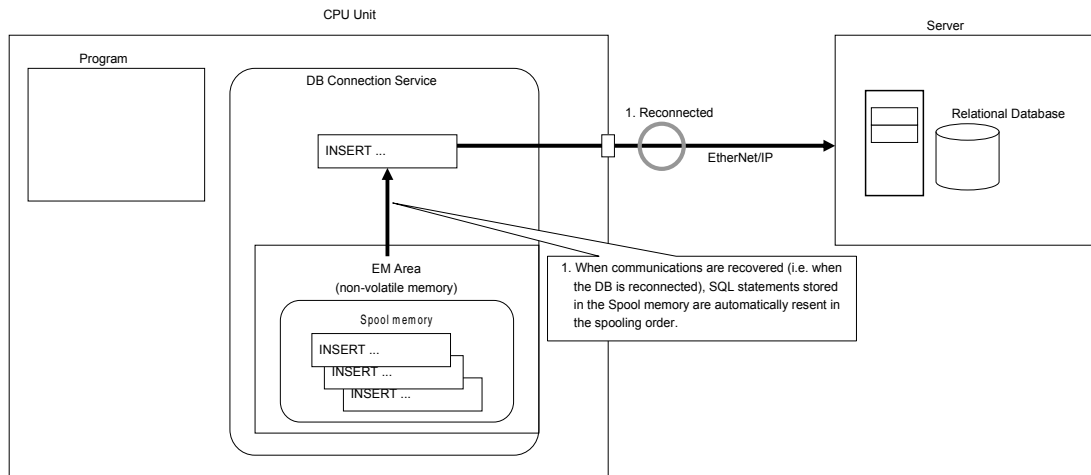 CPU Unit
Server
Program
DB Connection Service
1. Reconnected
Relational Database
INSERT ...
EtherNet/IP
EM Area
(non-volatile memory)
1. When communications are recovered (i.e. when
the DB is reconnected), SQL statements stored
in the Spool memory are automatically resent in
the spooling order.
Spool memory
INSERT ...
INSERT ...
INSERT ...